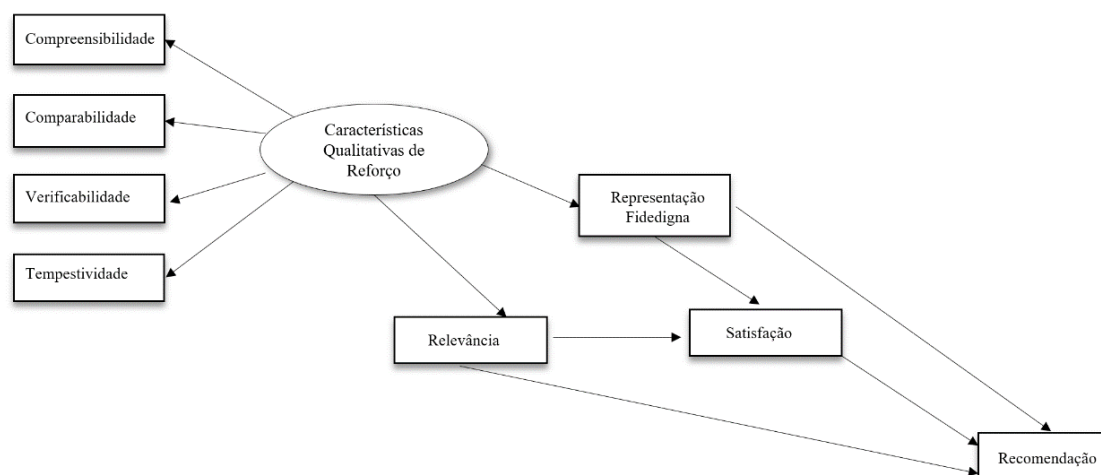 Compreensibilidade
Comparabilidade
Verificabilidade
Tempestividade
Características
Qualitativas de
Reforço
Representação
Fidedigna
Relevância
Satisfação
Recomendação